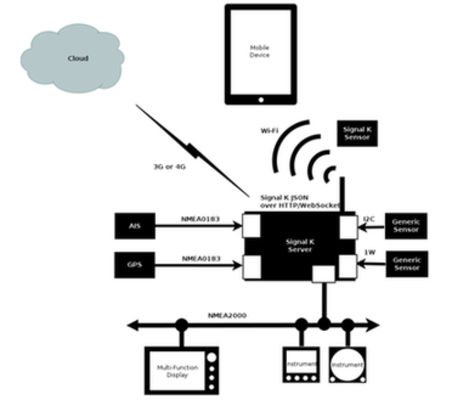 Cloud
Mobile
Device
Wi-Fi
Signal K
Sensor
3G or 4G
Signal K JSON
over HTTP/WebSocket
AIS
NMEA0183
I2C
Generic
Sensor
Signal K
Server
GPS
NMEA0183
1W
Generic
Sensor
NMEA2000
Multi-Function
Display
Instrument
Instrument